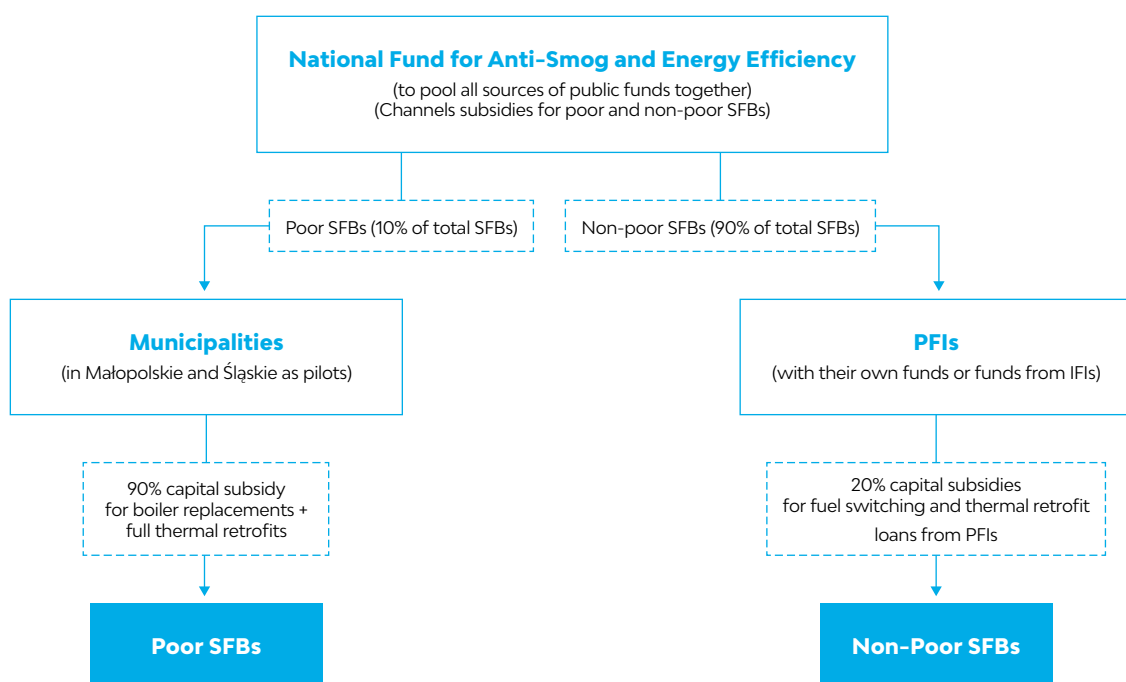 National Fund for Anti-Smog and Energy Efficiency
(to pool all sources of public funds together)
(Channels subsidies for poor and non-poor SFBs)
Poor SFBs (10% of total SFBs)
Non-poor SFBs (90% of total SFBs)
Municipalities
(in Małopolskie and Śląskie as pilots)
PFIs
(with their own funds or funds from IFIs)
90% capital subsidy
for boiler replacements +
full thermal retrofits
20% capital subsidies
for fuel switching and thermal retrofit
loans from PFIs
Poor SFBs
Non-Poor SFBs